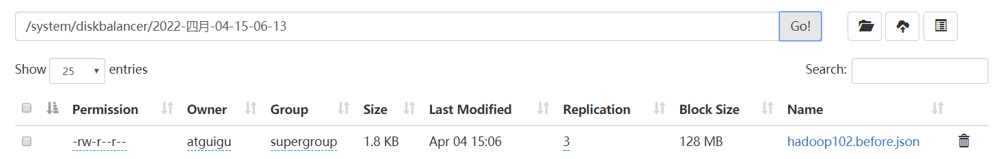 /system/diskbalancer/2022-四月-04-15-06-13 Go!
Show 25 entries Search:
Permission Owner Group Size Last Modified Replication Block Size Name
-rw-r--r-- atguigu supergroup 1.8 KB Apr 04 15:06 3 128 MB hadoop102.before.json